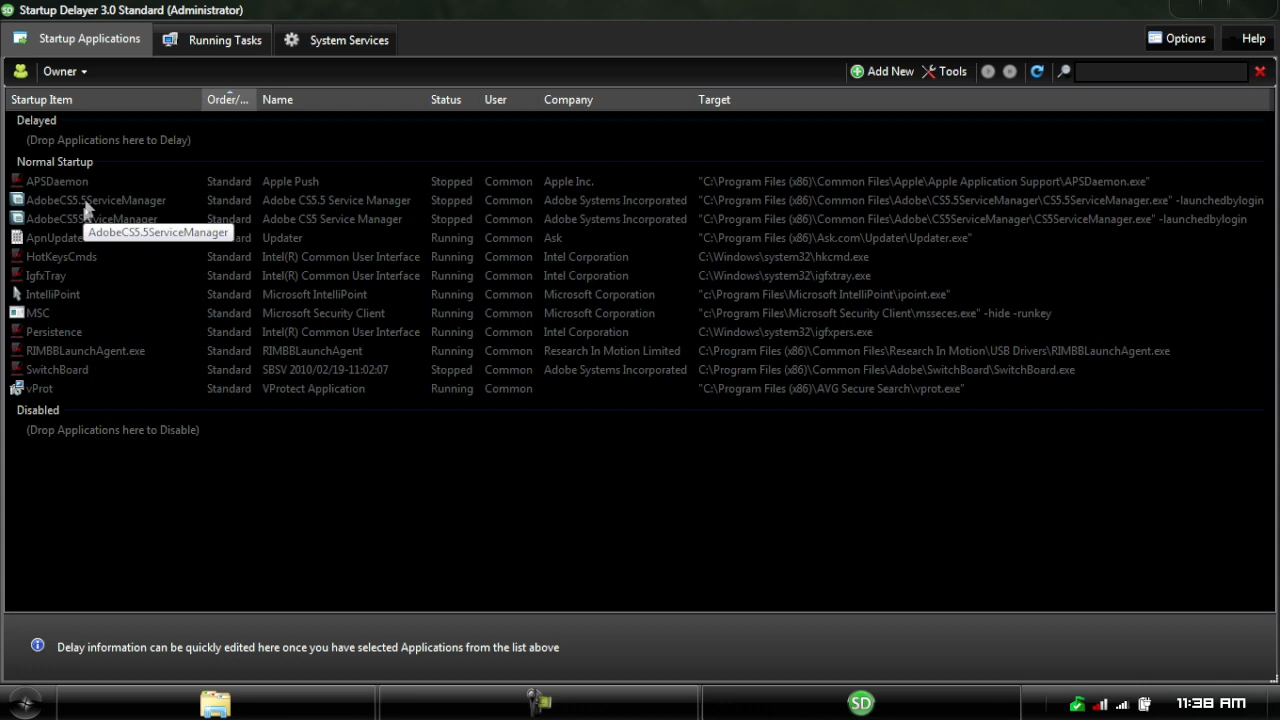 SD Startup Delayer 3.0 Standard (Administrator)
Startup Applications Running Tasks System Services Options Help
Owner Add New Tools
Startup Item Order/... Name Status User Company Target
Delayed
(Drop Applications here to Delay)
Normal Startup
APSDaemon Standard Apple Push Stopped Common Apple Inc. "C:\Program Files (x86)\Common Files\Apple\Apple Application Support\APSDaemon.exe"
AdobeCS5.5ServiceManager Standard Adobe CS5.5 Service Manager Stopped Common Adobe Systems Incorporated "C:\Program Files (x86)\Common Files\Adobe\CS5.5ServiceManager\CS5.5ServiceManager.exe" -launchedbylogin
AdobeCS5ServiceManager Standard Adobe CS5 Service Manager Stopped Common Adobe Systems Incorporated "C:\Program Files (x86)\Common Files\Adobe\CS5ServiceManager\CS5ServiceManager.exe" -launchedbylogin
AdobeCS5.5ServiceManager
ApnUpdate Standard Updater Running Common Ask "C:\Program Files (x86)\Ask.com\Updater\Updater.exe"
HotKeysCmds Standard Intel(R) Common User Interface Running Common Intel Corporation C:\Windows\system32\hkcmd.exe
IgfxTray Standard Intel(R) Common User Interface Running Common Intel Corporation C:\Windows\system32\igfxtray.exe
IntelliPoint Standard Microsoft IntelliPoint Running Common Microsoft Corporation "c:\Program Files\Microsoft IntelliPoint\ipoint.exe"
MSC Standard Microsoft Security Client Running Common Microsoft Corporation "c:\Program Files\Microsoft Security Client\msseces.exe" -hide -runkey
Persistence Standard Intel(R) Common User Interface Running Common Intel Corporation C:\Windows\system32\igfxpers.exe
RIMBBLaunchAgent.exe Standard RIMBBLaunchAgent Running Common Research In Motion Limited C:\Program Files (x86)\Common Files\Research In Motion\USB Drivers\RIMBBLaunchAgent.exe
SwitchBoard Standard SBSV 2010/02/19-11:02:07 Stopped Common Adobe Systems Incorporated C:\Program Files (x86)\Common Files\Adobe\SwitchBoard\SwitchBoard.exe
vProt Standard VProtect Application Running Common "C:\Program Files (x86)\AVG Secure Search\vprot.exe"
Disabled
(Drop Applications here to Disable)
Delay information can be quickly edited here once you have selected Applications from the list above
SD 11:38 AM